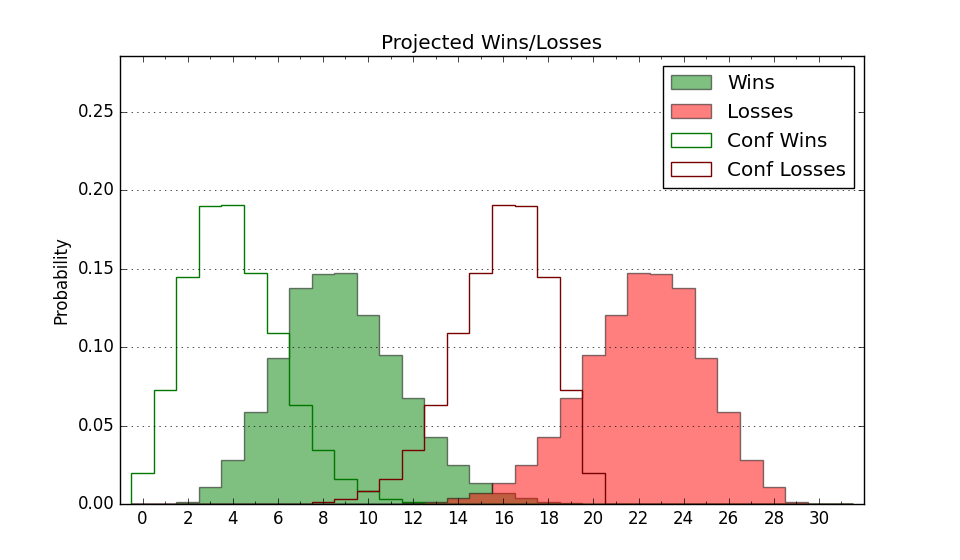 Projected Wins/Losses
Wins
Losses
Conf Wins
Conf Losses
Probability
0.25
0.20
0.15
0.10
0.05
0.00
0 2 4 6 8 10 12 14 16 18 20 22 24 26 28 30